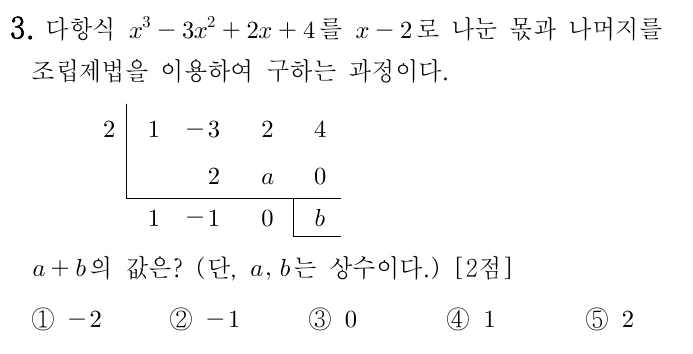 3. 다항식 x³ − 3x² + 2x + 4를 x − 2로 나눈 몫과 나머지를
조립제법을 이용하여 구하는 과정이다.
2 1 −3 2 4
2 a 0
1 −1 0 b
a + b의 값은? (단, a, b는 상수이다.) [2점]
① −2 ② −1 ③ 0 ④ 1 ⑤ 2